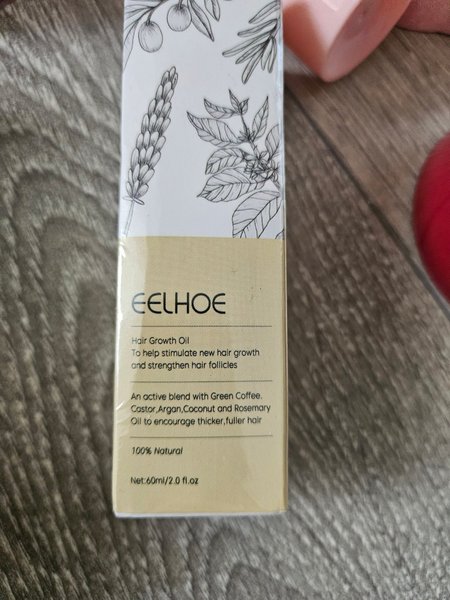 EELHOE
Hair Growth Oil
To help stimulate new hair growth
and strengthen hair follicles
An active blend with Green Coffee.
Castor,Argan,Coconut and Rosemary
Oil to encourage thicker,fuller hair
100% Natural
Net:60ml/2.0 fl.oz